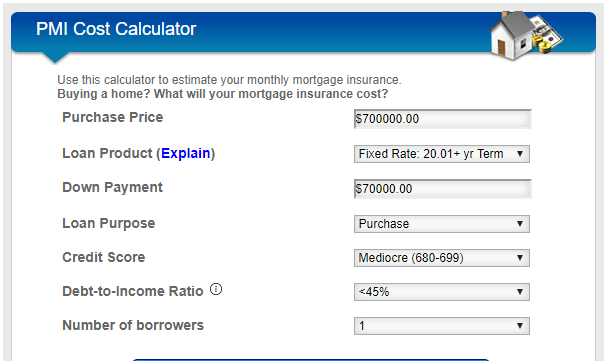 PMI Cost Calculator
Use this calculator to estimate your monthly mortgage insurance.
Buying a home? What will your mortgage insurance cost?
Purchase Price $700000.00
Loan Product (Explain) Fixed Rate: 20.01+ yr Term
Down Payment $70000.00
Loan Purpose Purchase
Credit Score Mediocre (680-699)
Debt-to-Income Ratio <45%
Number of borrowers 1